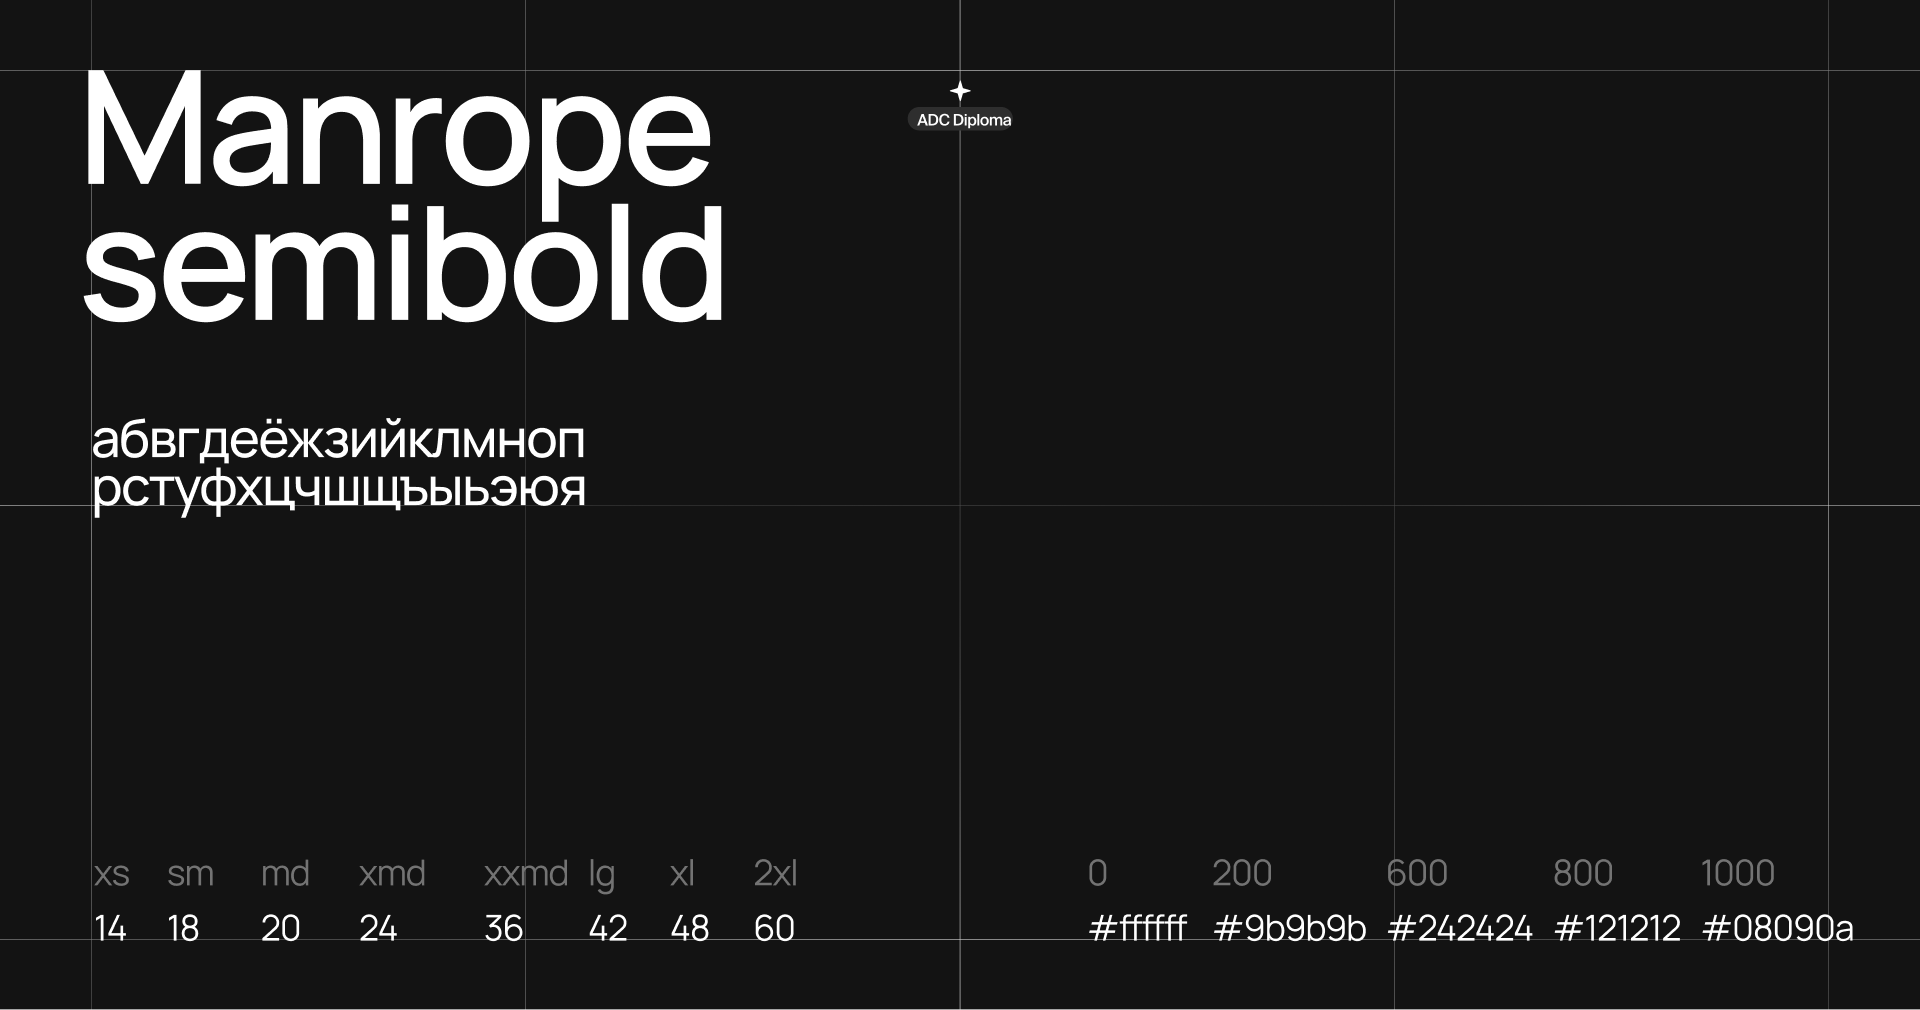 Manrope
semibold
ADC Diploma
абвгдеёжзийклмноп
рстуфхцчшщъыьэюя
xs sm md xmd xxmd lg xl 2xl
14 18 20 24 36 42 48 60
0 200 600 800 1000
#ffffff #9b9b9b #242424 #121212 #08090a